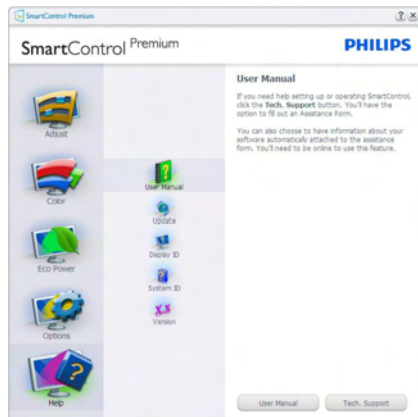 SmartControl Premium
? x
SmartControl Premium
PHILIPS
Adjust
Color
Eco Power
Options
Help
User Manual
Update
Display ID
System ID
X.X
Version
User Manual
If you need help setting up or operating SmartControl,
click the Tech. Support button. You'll have the
option to fill out an Assistance Form.
You can also choose to have information about your
software automatically attached to the assistance
form. You'll need to be online to use this feature.
User Manual
Tech. Support